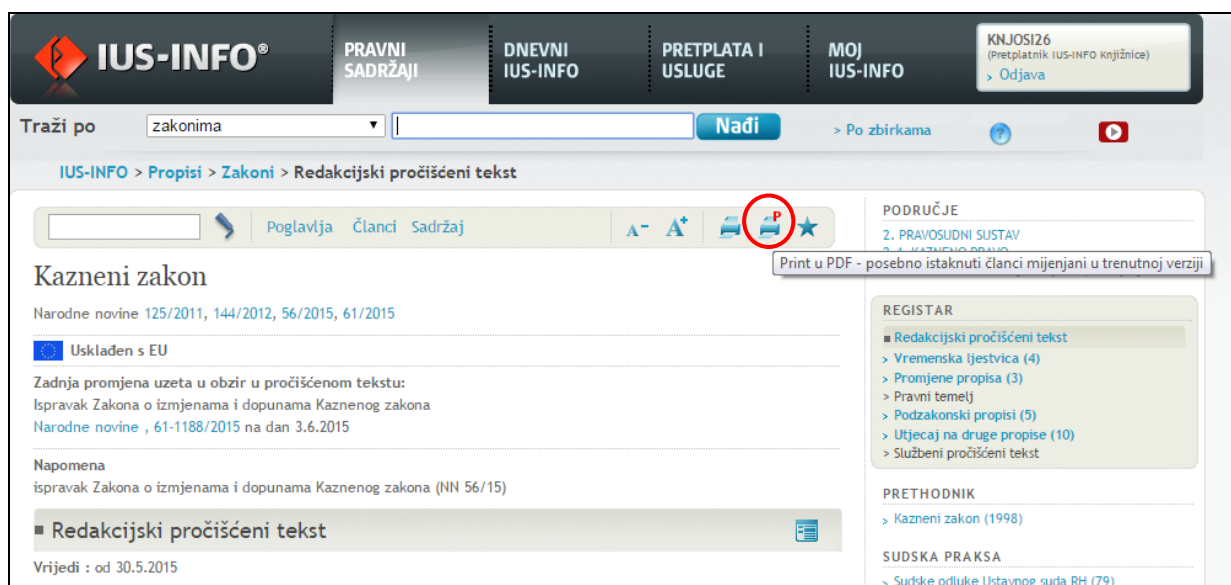 IUS-INFO®
PRAVNI
SADRŽAJI
DNEVNI
IUS-INFO
PRETPLATA I
USLUGE
MOJ
IUS-INFO
KNJOSI26
(Pretplatnik IUS-INFO Knjižnice)
> Odjava
Traži po zakonima Nađi > Po zbirkama ?
IUS-INFO > Propisi > Zakoni > Redakcijski pročišćeni tekst
Poglavlja Članci Sadržaj A- A+ P
Print u PDF - posebno istaknuti članci mijenjani u trenutnoj verziji
Kazneni zakon
Narodne novine 125/2011, 144/2012, 56/2015, 61/2015
Usklađen s EU
Zadnja promjena uzeta u obzir u pročišćenom tekstu:
Ispravak Zakona o izmjenama i dopunama Kaznenog zakona
Narodne novine , 61-1188/2015 na dan 3.6.2015
Napomena
ispravak Zakona o izmjenama i dopunama Kaznenog zakona (NN 56/15)
Redakcijski pročišćeni tekst
Vrijedi : od 30.5.2015
PODRUČJE
2. PRAVOSUDNI SUSTAV
REGISTAR
Redakcijski pročišćeni tekst
> Vremenska ljestvica (4)
> Promjene propisa (3)
> Pravni temelj
> Podzakonski propisi (5)
> Utjecaj na druge propise (10)
> Službeni pročišćeni tekst
PRETHODNIK
> Kazneni zakon (1998)
SUDSKA PRAKSA
> Sudske odluke Ustavnog suda RH (79)